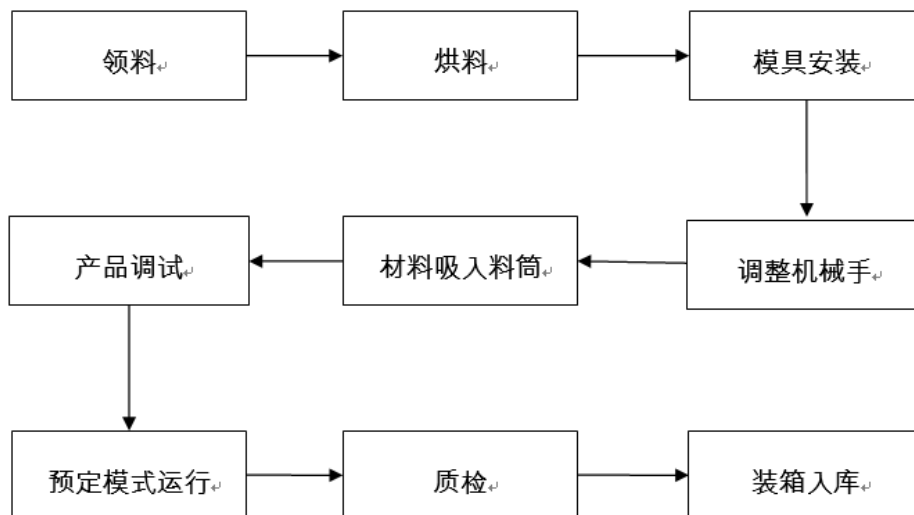 领料
烘料
模具安装
调整机械手
材料吸入料筒
产品调试
预定模式运行
质检
装箱入库